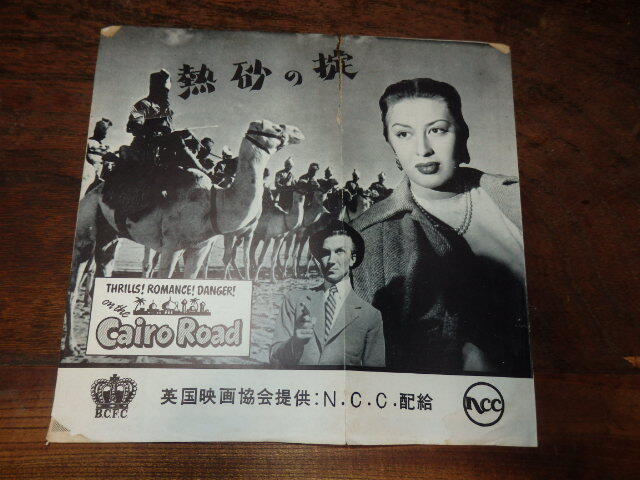 熱砂の掟
THRILLS! ROMANCE! DANGER!
on the
Cairo Road
BCFC
英国映画協会提供:N.C.C.配給
NCC